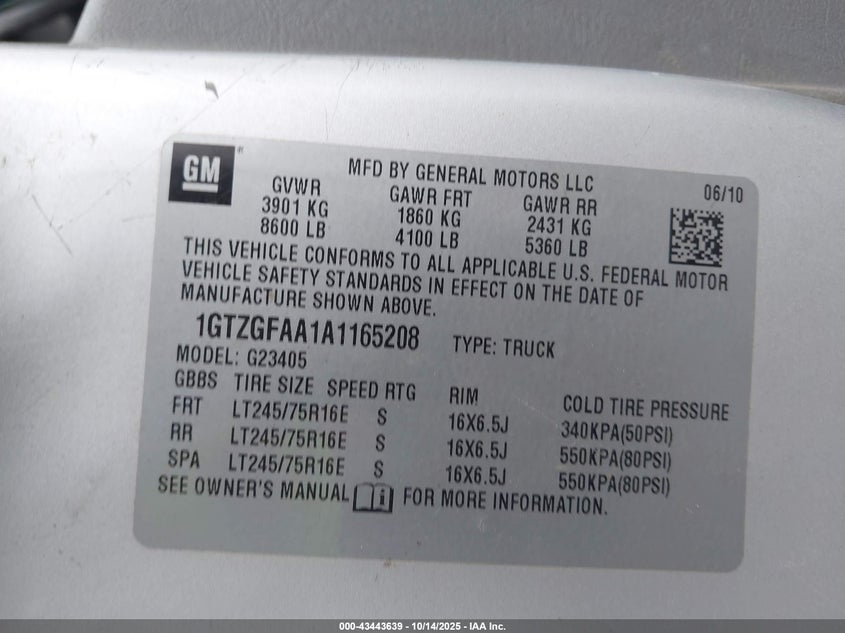 GM
MFD BY GENERAL MOTORS LLC
06/10
GVWR GAWR FRT GAWR RR
3901 KG 1860 KG 2431 KG
8600 LB 4100 LB 5360 LB
THIS VEHICLE CONFORMS TO ALL APPLICABLE U.S. FEDERAL MOTOR
VEHICLE SAFETY STANDARDS IN EFFECT ON THE DATE OF
MANUFACTURE SHOWN ABOVE.
1GTZGFAA1A1165208 TYPE: TRUCK
MODEL: G23405
GBBS TIRE SIZE SPEED RTG RIM COLD TIRE PRESSURE
FRT LT245/75R16E S 16X6.5J 340KPA(50PSI)
RR LT245/75R16E S 16X6.5J 550KPA(80PSI)
SPA LT245/75R16E S 16X6.5J 550KPA(80PSI)
SEE OWNER'S MANUAL i FOR MORE INFORMATION.
000-43443639 - 10/14/2025 - IAA Inc.